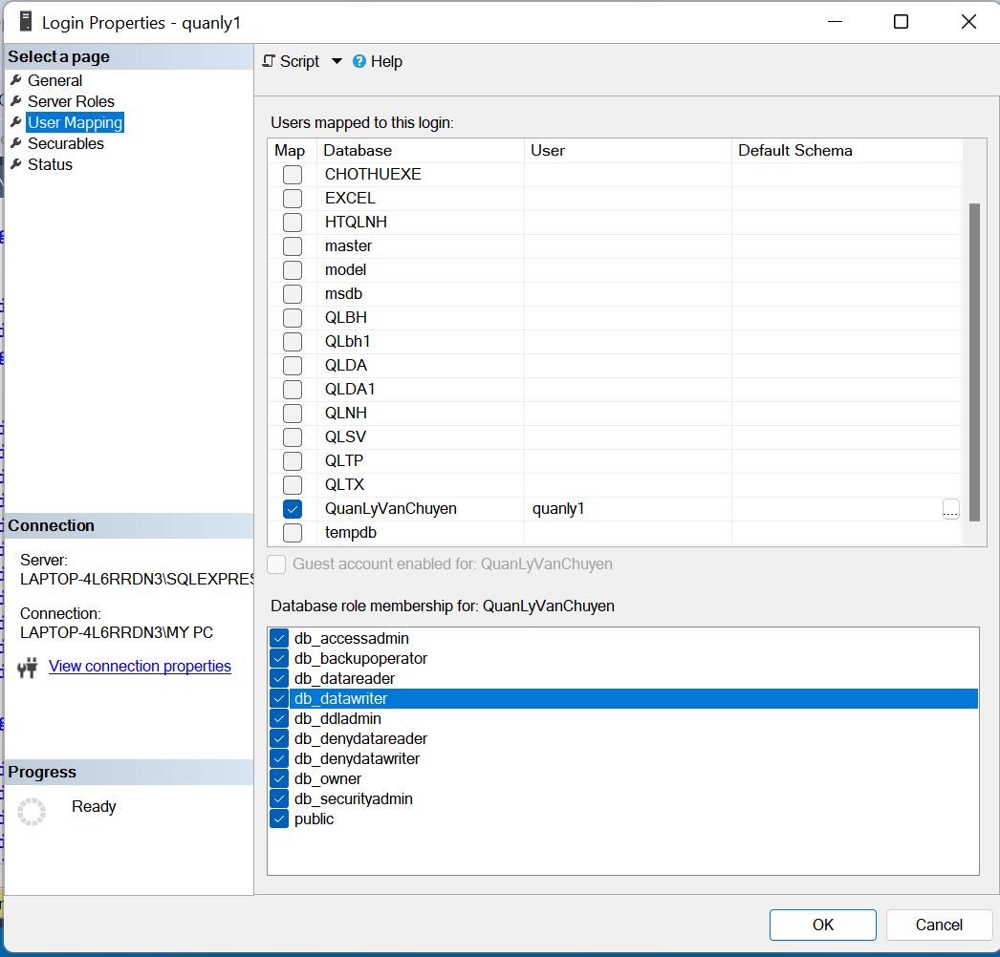 Login Properties - quanly1
Select a page
General
Server Roles
User Mapping
Securables
Status
Script
Help
Users mapped to this login:
Map Database User Default Schema
CHOTHUEXE
EXCEL
HTQLNH
master
model
msdb
QLBH
QLbh1
QLDA
QLDA1
QLNH
QLSV
QLTP
QLTX
QuanLyVanChuyen quanly1 ...
tempdb
Guest account enabled for: QuanLyVanChuyen
Database role membership for: QuanLyVanChuyen
db_accessadmin
db_backupoperator
db_datareader
db_datawriter
db_ddladmin
db_denydatareader
db_denydatawriter
db_owner
db_securityadmin
public
Connection
Server:
LAPTOP-4L6RRDN3\SQLEXPRES
Connection:
LAPTOP-4L6RRDN3\MY PC
View connection properties
Progress
Ready
OK Cancel